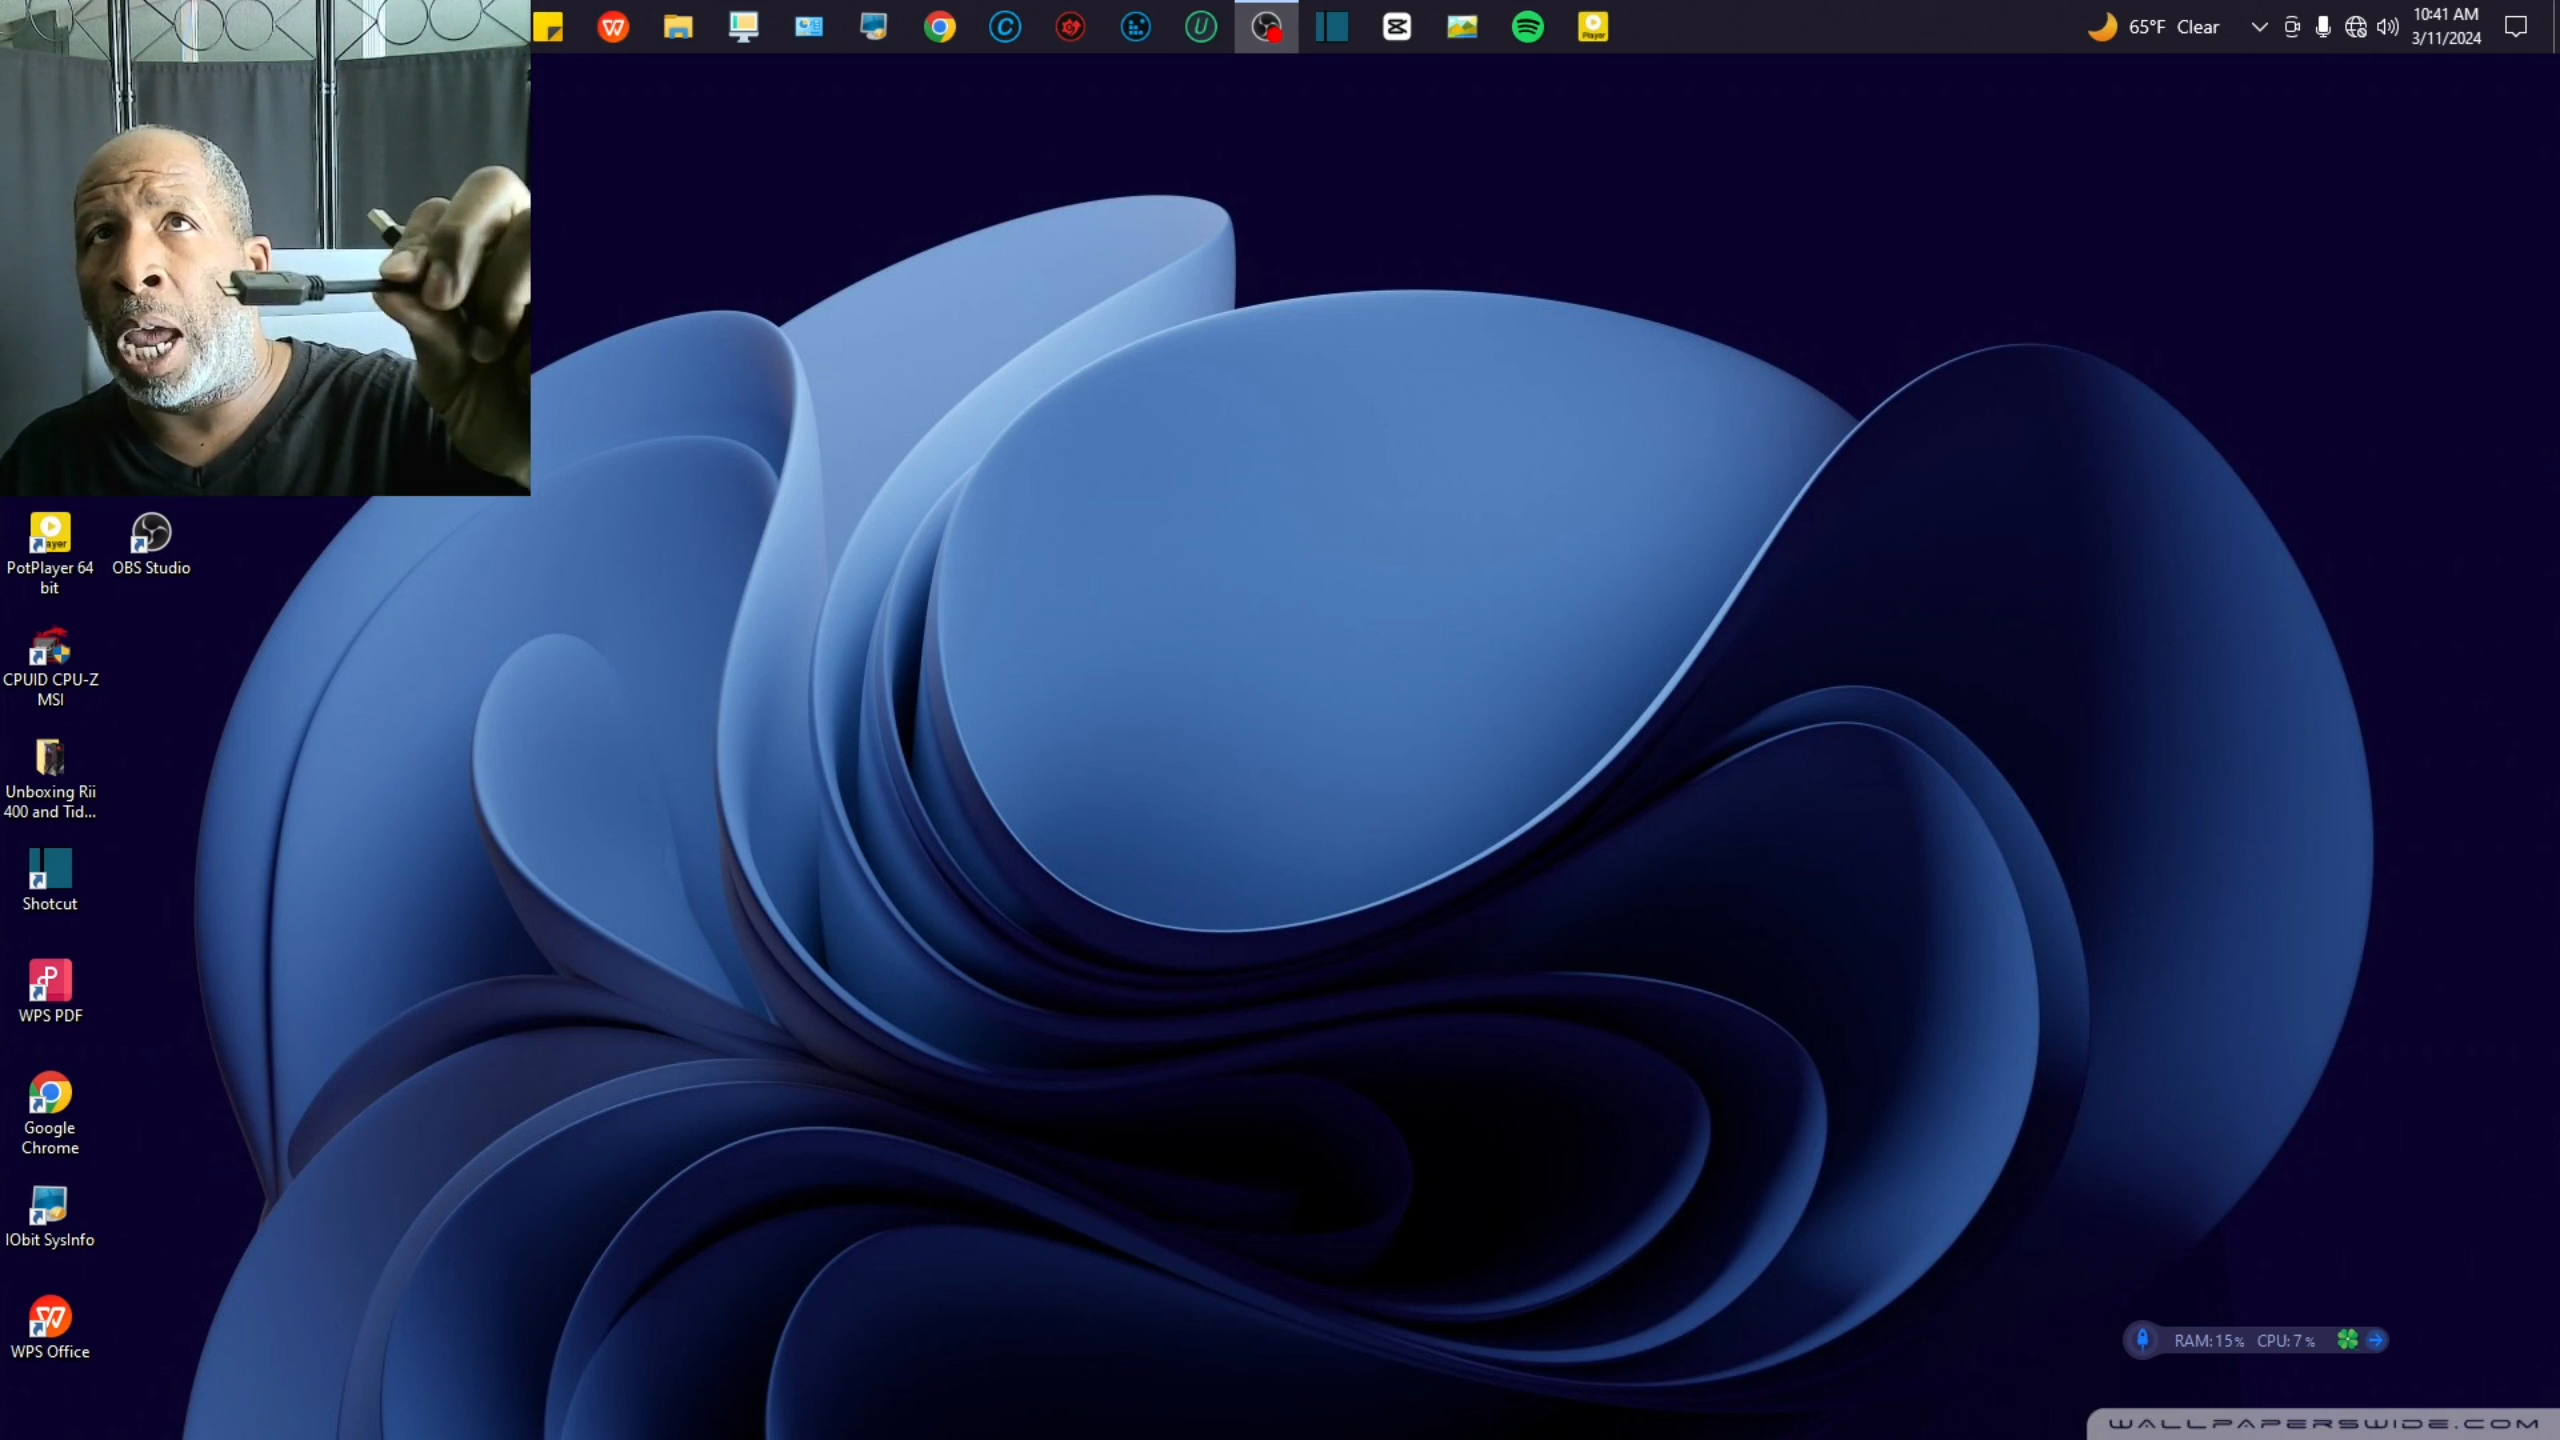 Player
65°F Clear
10:41 AM
3/11/2024
PotPlayer 64
bit
OBS Studio
CPUID CPU-Z
MSI
Unboxing Rii
400 and Tid...
Shotcut
WPS PDF
Google
Chrome
IObit SysInfo
WPS Office
RAM:15% CPU:7%
WALLPAPERSWIDE.COM